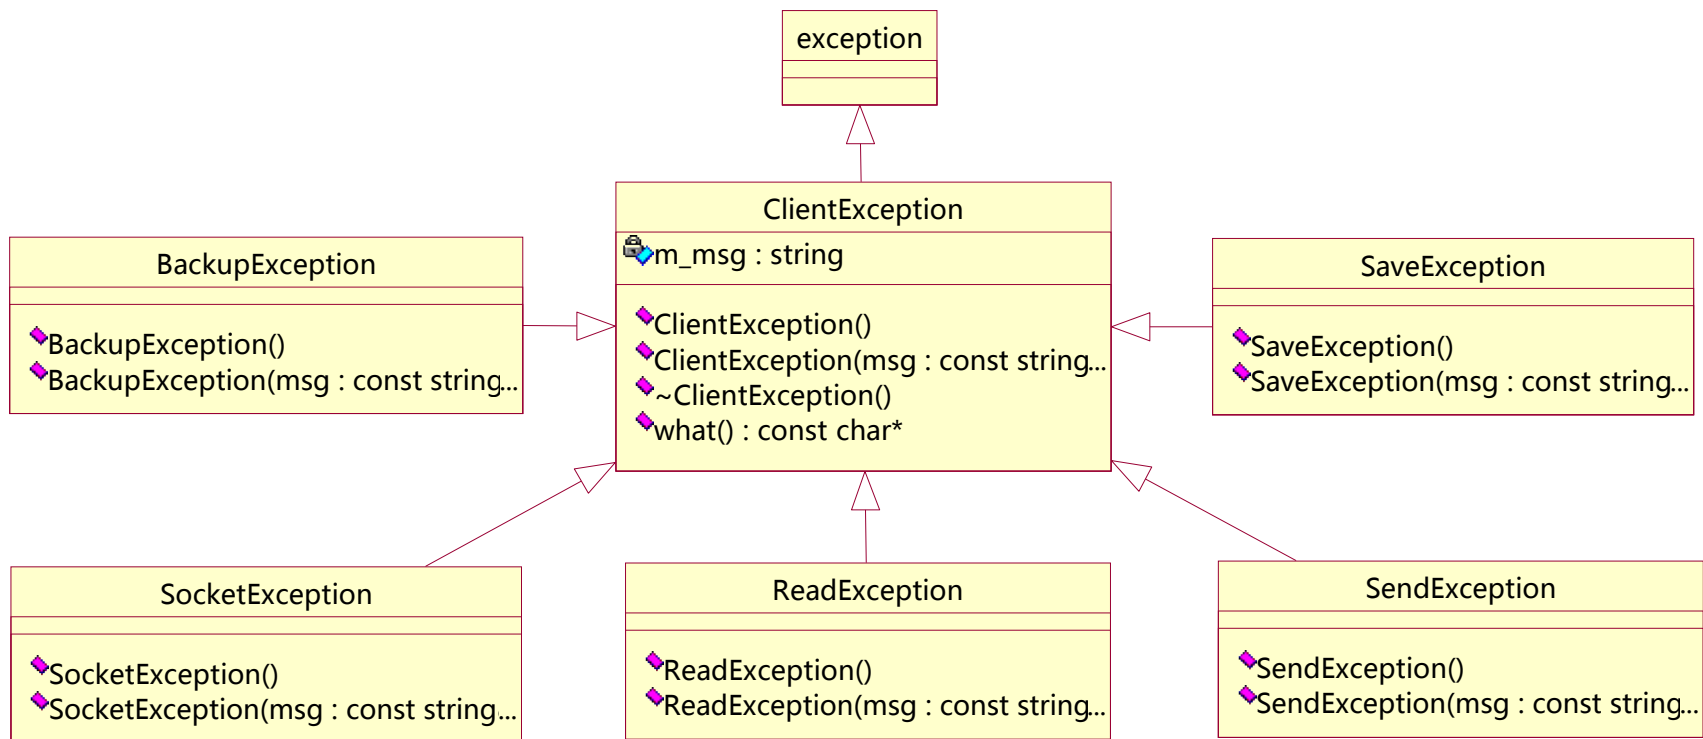 exception
ClientException
m_msg : string
ClientException()
ClientException(msg : const string...
~ClientException()
what() : const char*
BackupException
BackupException()
BackupException(msg : const string...
SaveException
SaveException()
SaveException(msg : const string...
SocketException
SocketException()
SocketException(msg : const string...
ReadException
ReadException()
ReadException(msg : const string...
SendException
SendException()
SendException(msg : const string...